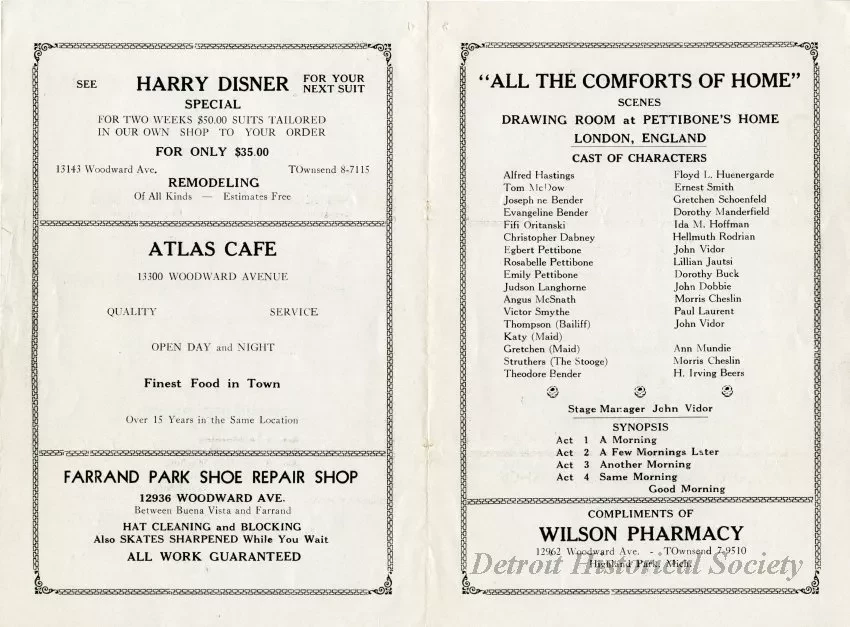 SEE HARRY DISNER FOR YOUR NEXT SUIT
SPECIAL
FOR TWO WEEKS $50.00 SUITS TAILORED
IN OUR OWN SHOP TO YOUR ORDER
FOR ONLY $35.00
13143 Woodward Ave. TOwnsend 8-7115
REMODELING
Of All Kinds — Estimates Free
ATLAS CAFE
13300 WOODWARD AVENUE
QUALITY SERVICE
OPEN DAY and NIGHT
Finest Food in Town
Over 15 Years in the Same Location
FARRAND PARK SHOE REPAIR SHOP
12936 WOODWARD AVE.
Between Buena Vista and Farrand
HAT CLEANING and BLOCKING
Also SKATES SHARPENED While You Wait
ALL WORK GUARANTEED
"ALL THE COMFORTS OF HOME"
SCENES
DRAWING ROOM at PETTIBONE'S HOME
LONDON, ENGLAND
CAST OF CHARACTERS
Alfred Hastings Floyd L. Huenergarde
Tom McDow Ernest Smith
Josephine Bender Gretchen Schoenfeld
Evangeline Bender Dorothy Manderfield
Fifi Oritanski Ida M. Hoffman
Christopher Dabney Hellmuth Rodrian
Egbert Pettibone John Vidor
Rosabelle Pettibone Lillian Jautsi
Emily Pettibone Dorothy Buck
Judson Langhorne John Dobbie
Angus McSnath Morris Cheslin
Victor Smythe Paul Laurent
Thompson (Bailiff) John Vidor
Katy (Maid)
Gretchen (Maid) Ann Mundie
Struthers (The Stooge) Morris Cheslin
Theodore Bender H. Irving Beers
Stage Manager John Vidor
SYNOPSIS
Act 1 A Morning
Act 2 A Few Mornings Later
Act 3 Another Morning
Act 4 Same Morning
Good Morning
COMPLIMENTS OF
WILSON PHARMACY
12962 Woodward Ave. - TOwnsend 7-9510
Highland Park, Mich.
Detroit Historical Society